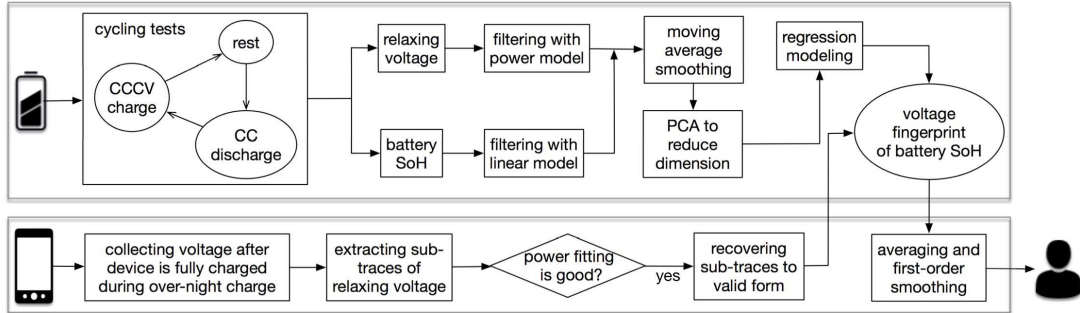 cycling tests
rest
CCCV
charge
CC
discharge
relaxing
voltage
battery
SoH
filtering with
power model
filtering with
linear model
moving
average
smoothing
PCA to
reduce
dimension
regression
modeling
voltage
fingerprint
of battery SoH
collecting voltage after
device is fully charged
during over-night charge
extracting sub-
traces of
relaxing voltage
power fitting
is good?
yes
recovering
sub-traces to
valid form
averaging and
first-order
smoothing